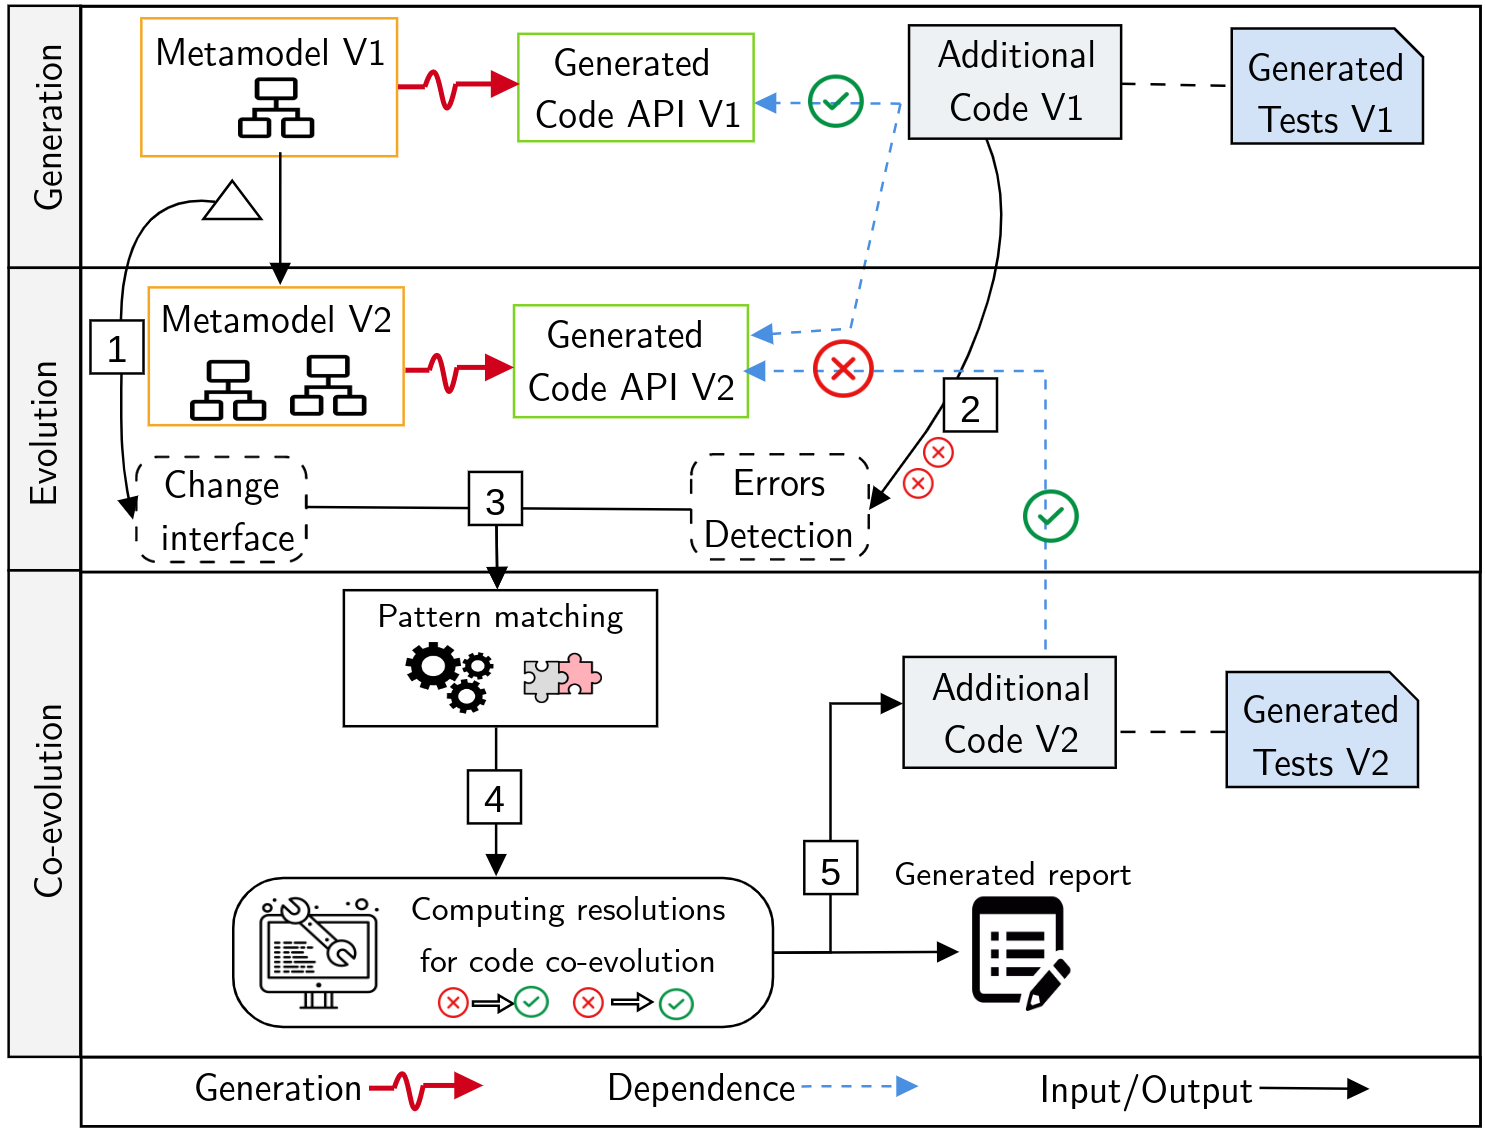 Generation
Metamodel V1
Generated
Code API V1
Additional
Code V1
Generated
Tests V1
Evolution
1
Metamodel V2
Generated
Code API V2
2
Change
interface
3
Errors
Detection
Co-evolution
Pattern matching
4
Additional
Code V2
Generated
Tests V2
5
Computing resolutions
for code co-evolution
Generated report
Generation
Dependence
Input/Output